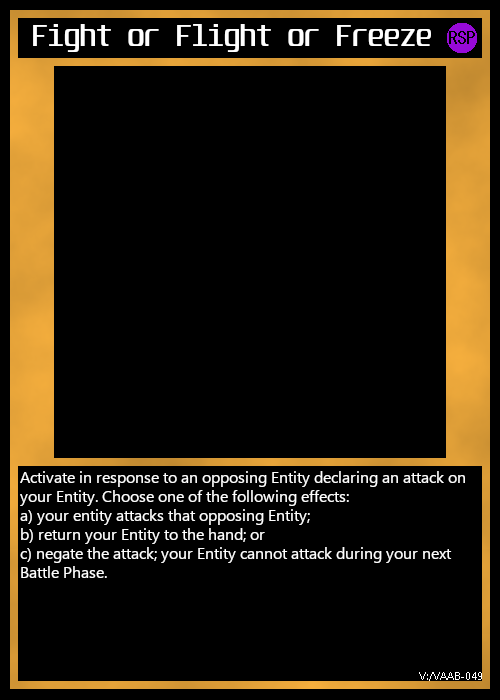 Fight or Flight or Freeze RSP
Activate in response to an opposing Entity declaring an attack on
your Entity. Choose one of the following effects:
a) your entity attacks that opposing Entity;
b) return your Entity to the hand; or
c) negate the attack; your Entity cannot attack during your next
Battle Phase.
V:/VAAB-049